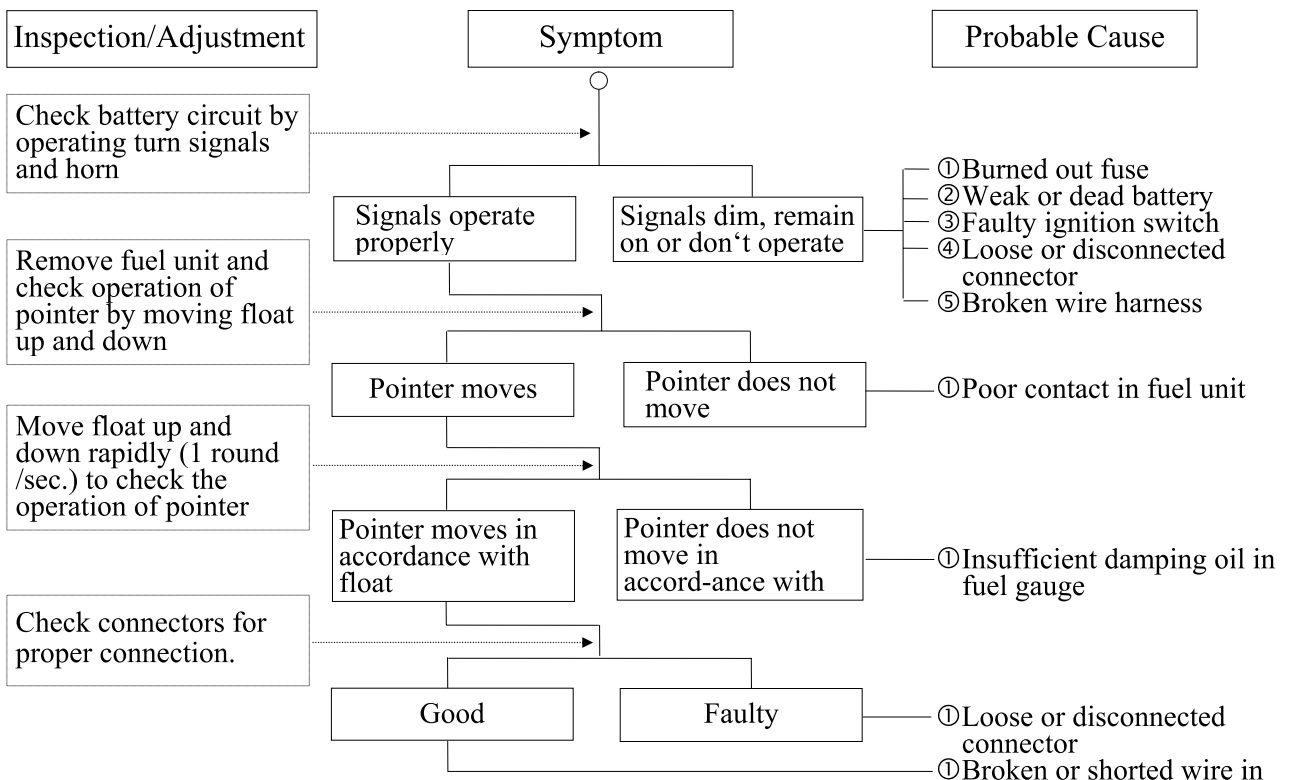 Inspection/Adjustment
Symptom
Probable Cause
Check battery circuit by
operating turn signals
and horn
Signals operate
properly
Signals dim, remain
on or don‘t operate
①Burned out fuse
②Weak or dead battery
③Faulty ignition switch
④Loose or disconnected
connector
⑤Broken wire harness
Remove fuel unit and
check operation of
pointer by moving float
up and down
Pointer moves
Pointer does not
move
①Poor contact in fuel unit
Move float up and
down rapidly (1 round
/sec.) to check the
operation of pointer
Pointer moves in
accordance with
float
Pointer does not
move in
accord-ance with
①Insufficient damping oil in
fuel gauge
Check connectors for
proper connection.
Good
Faulty
①Loose or disconnected
connector
①Broken or shorted wire in